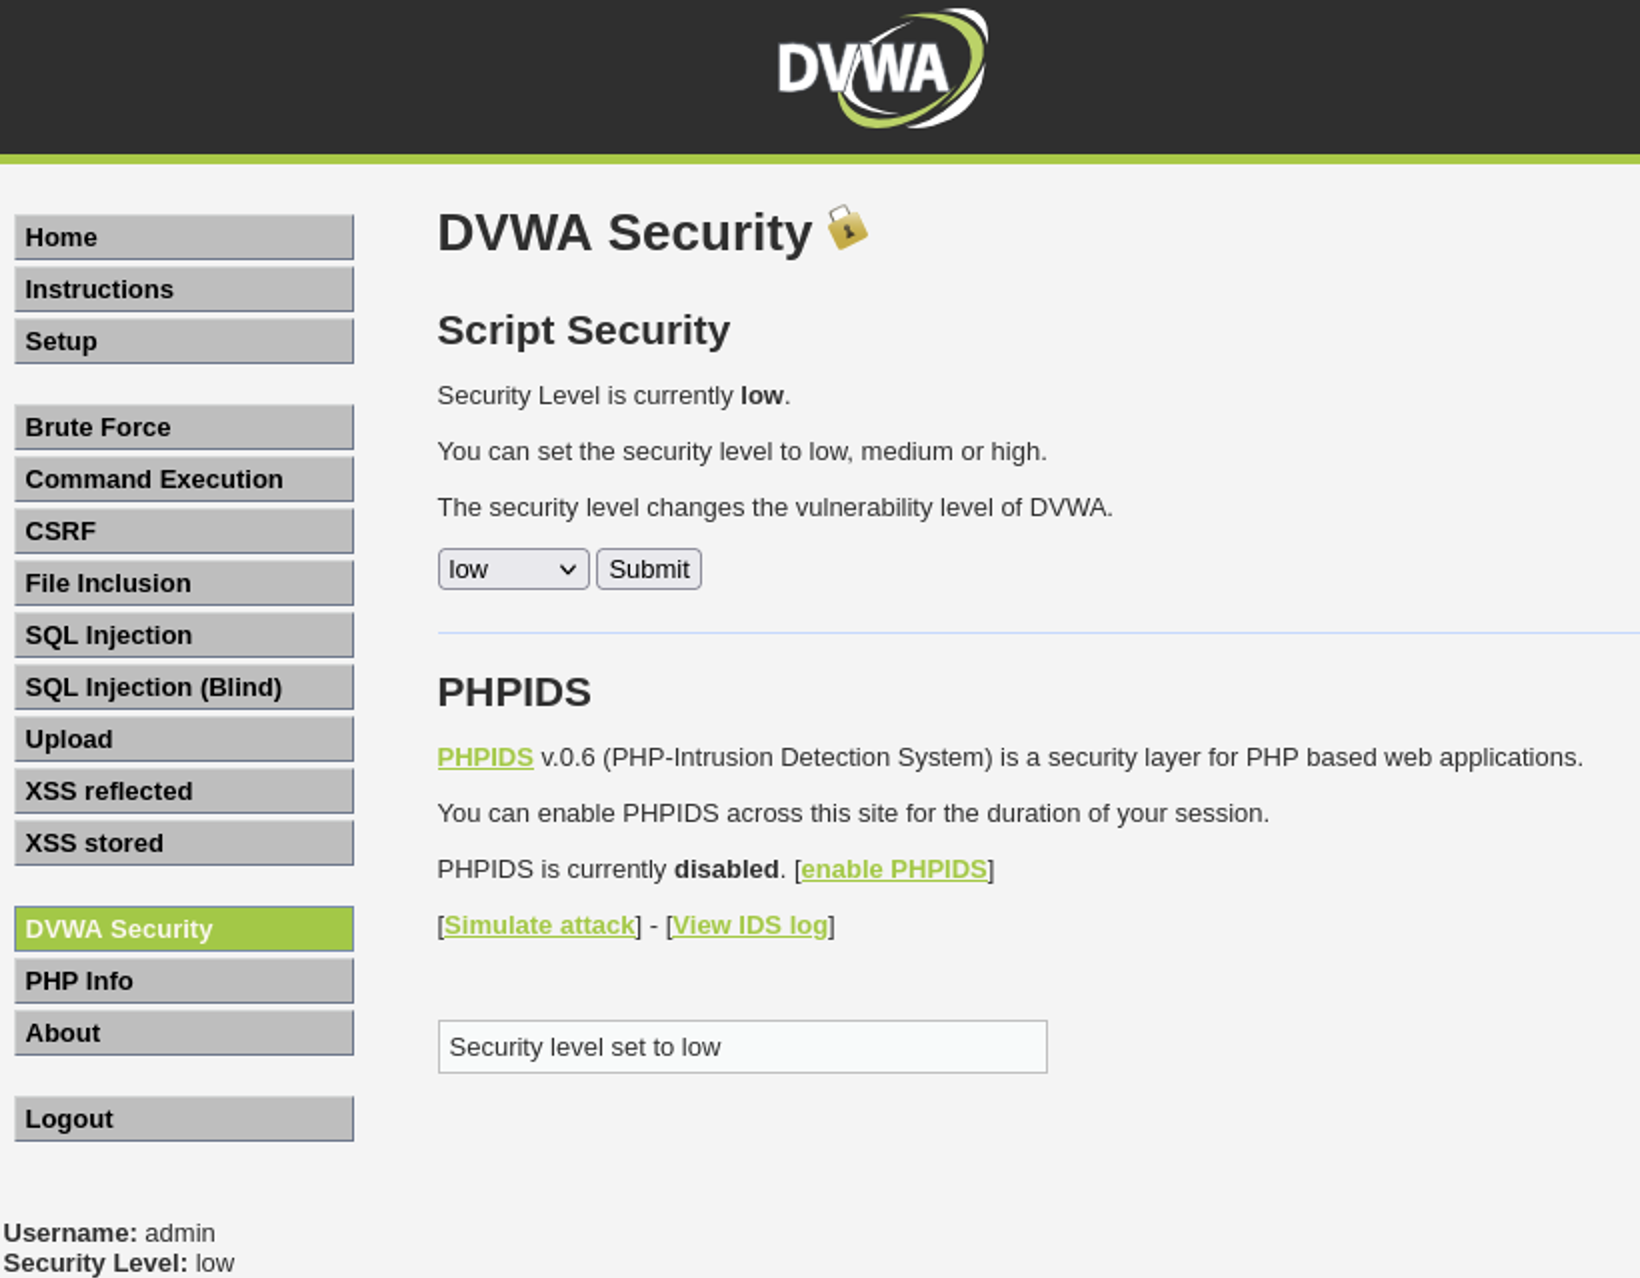 DVWA
Home
Instructions
Setup
Brute Force
Command Execution
CSRF
File Inclusion
SQL Injection
SQL Injection (Blind)
Upload
XSS reflected
XSS stored
DVWA Security
PHP Info
About
Logout
DVWA Security
Script Security
Security Level is currently low.
You can set the security level to low, medium or high.
The security level changes the vulnerability level of DVWA.
low Submit
PHPIDS
PHPIDS v.0.6 (PHP-Intrusion Detection System) is a security layer for PHP based web applications.
You can enable PHPIDS across this site for the duration of your session.
PHPIDS is currently disabled. [enable PHPIDS]
[Simulate attack] - [View IDS log]
Security level set to low
Username: admin
Security Level: low